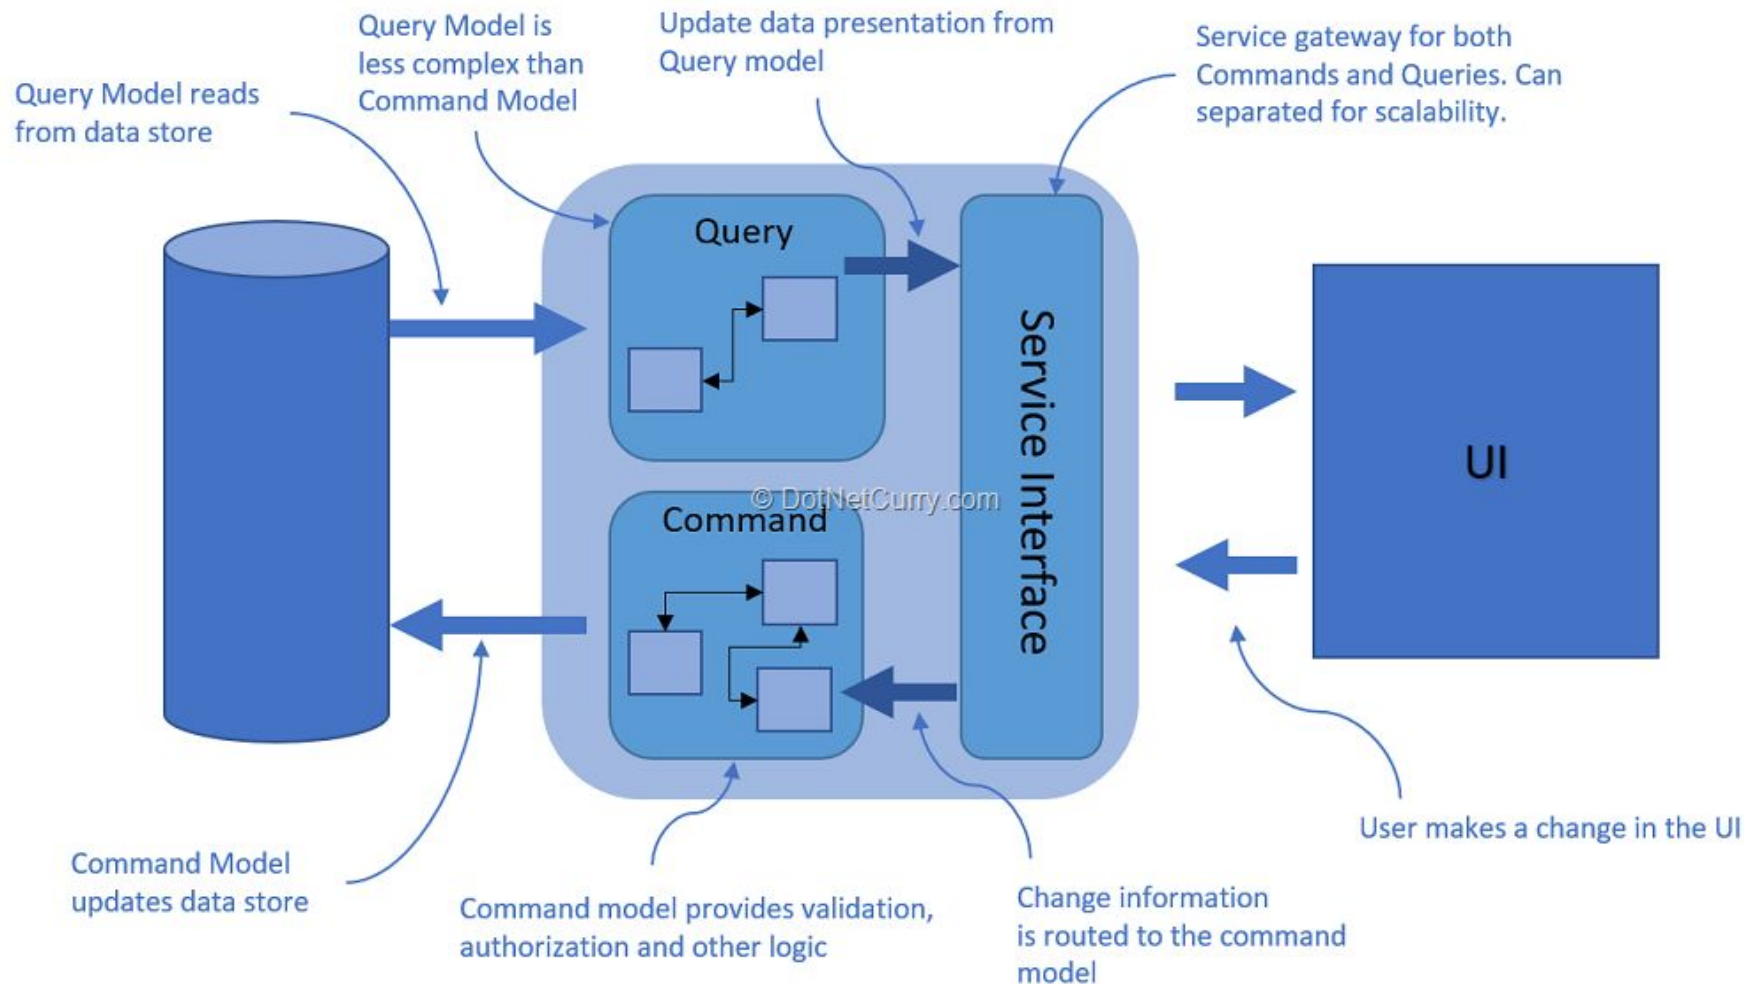 Query Model reads
from data store
Query Model is
less complex than
Command Model
Update data presentation from
Query model
Service gateway for both
Commands and Queries. Can
separated for scalability.
Query
Service Interface
UI
© DotNetCurry.com
Command
User makes a change in the UI
Command Model
updates data store
Command model provides validation,
authorization and other logic
Change information
is routed to the command
model